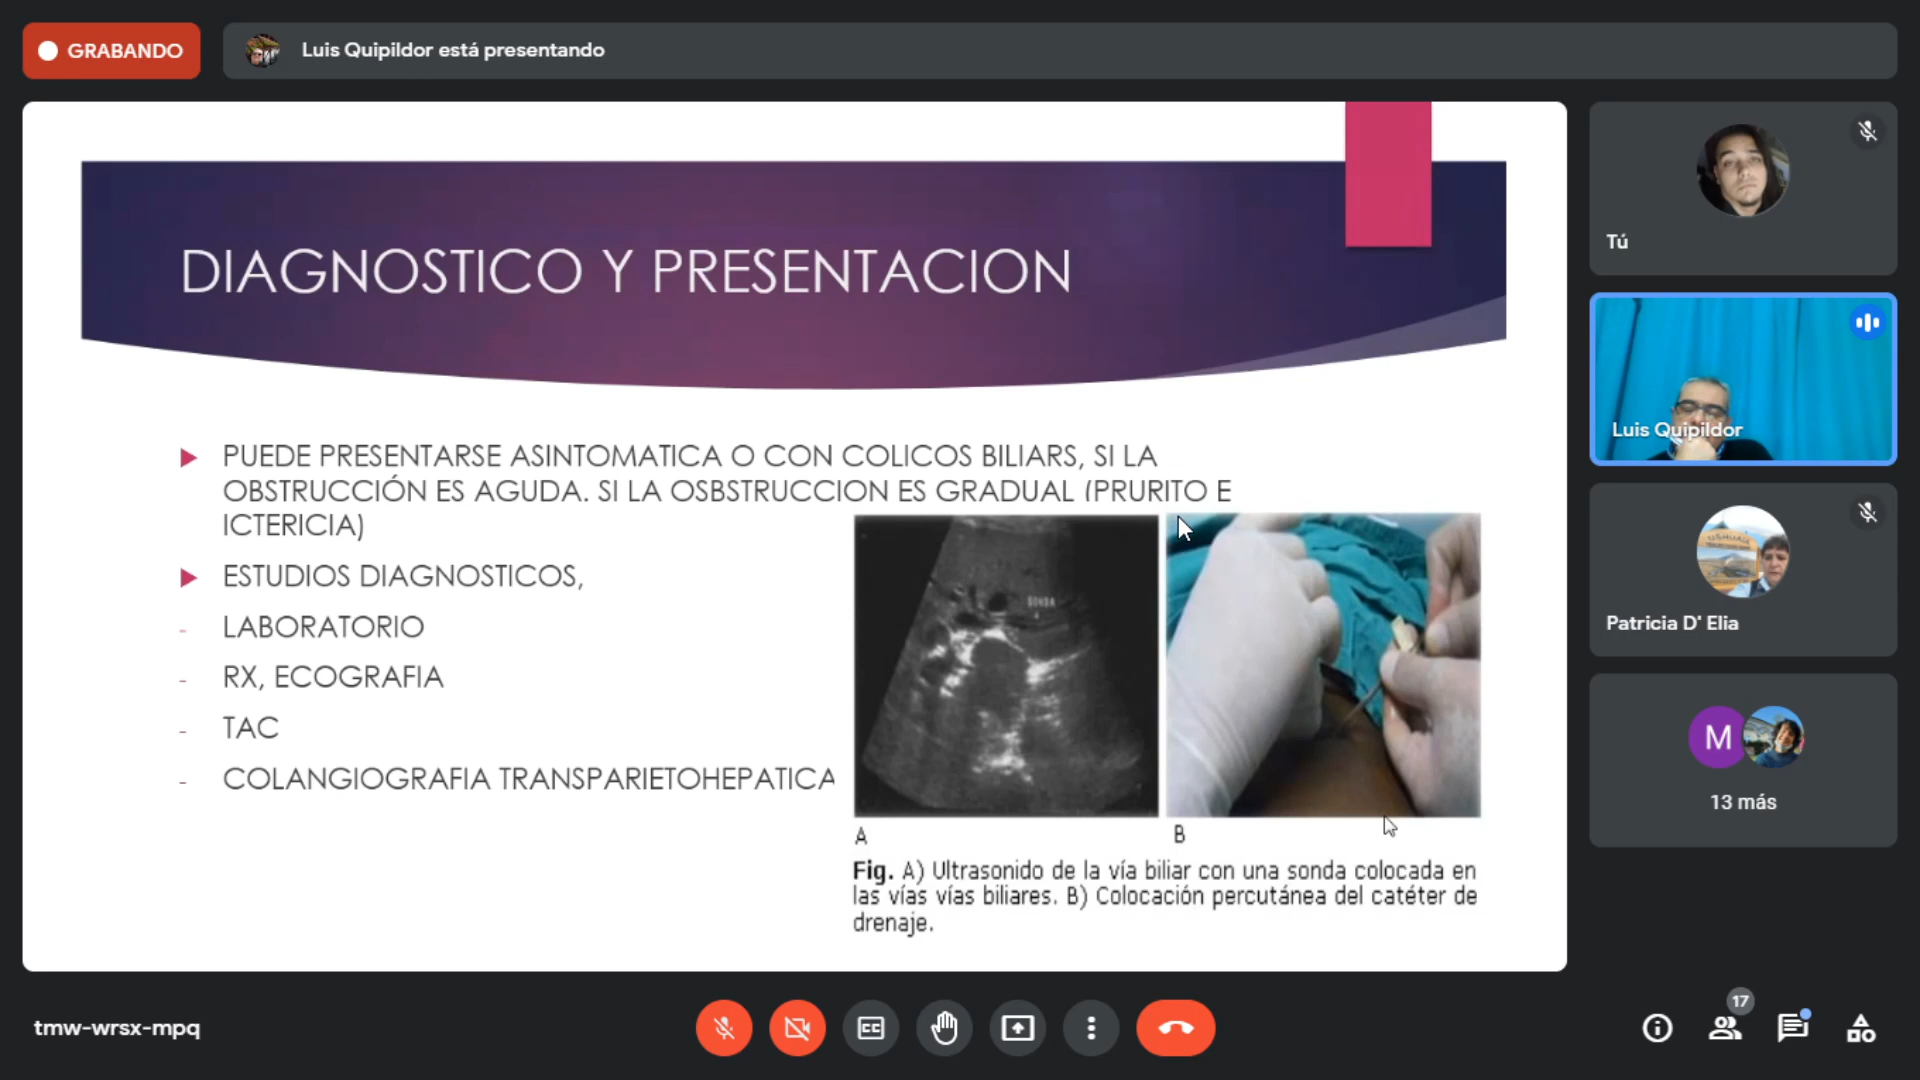 GRABANDO
Luis Quipildor está presentando
DIAGNOSTICO Y PRESENTACION
PUEDE PRESENTARSE ASINTOMATICA O CON COLICOS BILIARS, SI LA
OBSTRUCCIÓN ES AGUDA. SI LA OSBSTRUCCION ES GRADUAL (PRURITO E
ICTERICIA)
ESTUDIOS DIAGNOSTICOS,
- LABORATORIO
- RX, ECOGRAFIA
- TAC
- COLANGIOGRAFIA TRANSPARIETOHEPATICA
SONDA
A
B
Fig. A) Ultrasonido de la vía biliar con una sonda colocada en
las vías vías biliares. B) Colocación percutánea del catéter de
drenaje.
Tú
Luis Quipildor
USHUAIA
Patricia D' Elia
M
13 más
tmw-wrsx-mpq
CC
17